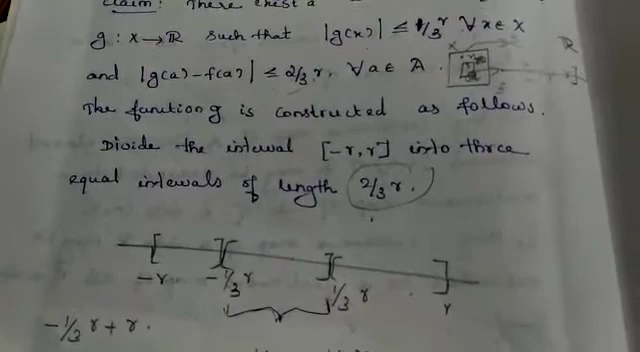 Claim: There exist a
g : X → ℝ such that |g(x)| ≤ 1/3 r ∀ x ∈ X
and |g(a) - f(a)| ≤ 2/3 r, ∀ a ∈ A.
X
ℝ
The function g is constructed as follows.
Divide the interval [-r, r] into three
equal intervals of length 2/3 r.
-r -1/3 r 1/3 r r
-1/3 r + r.